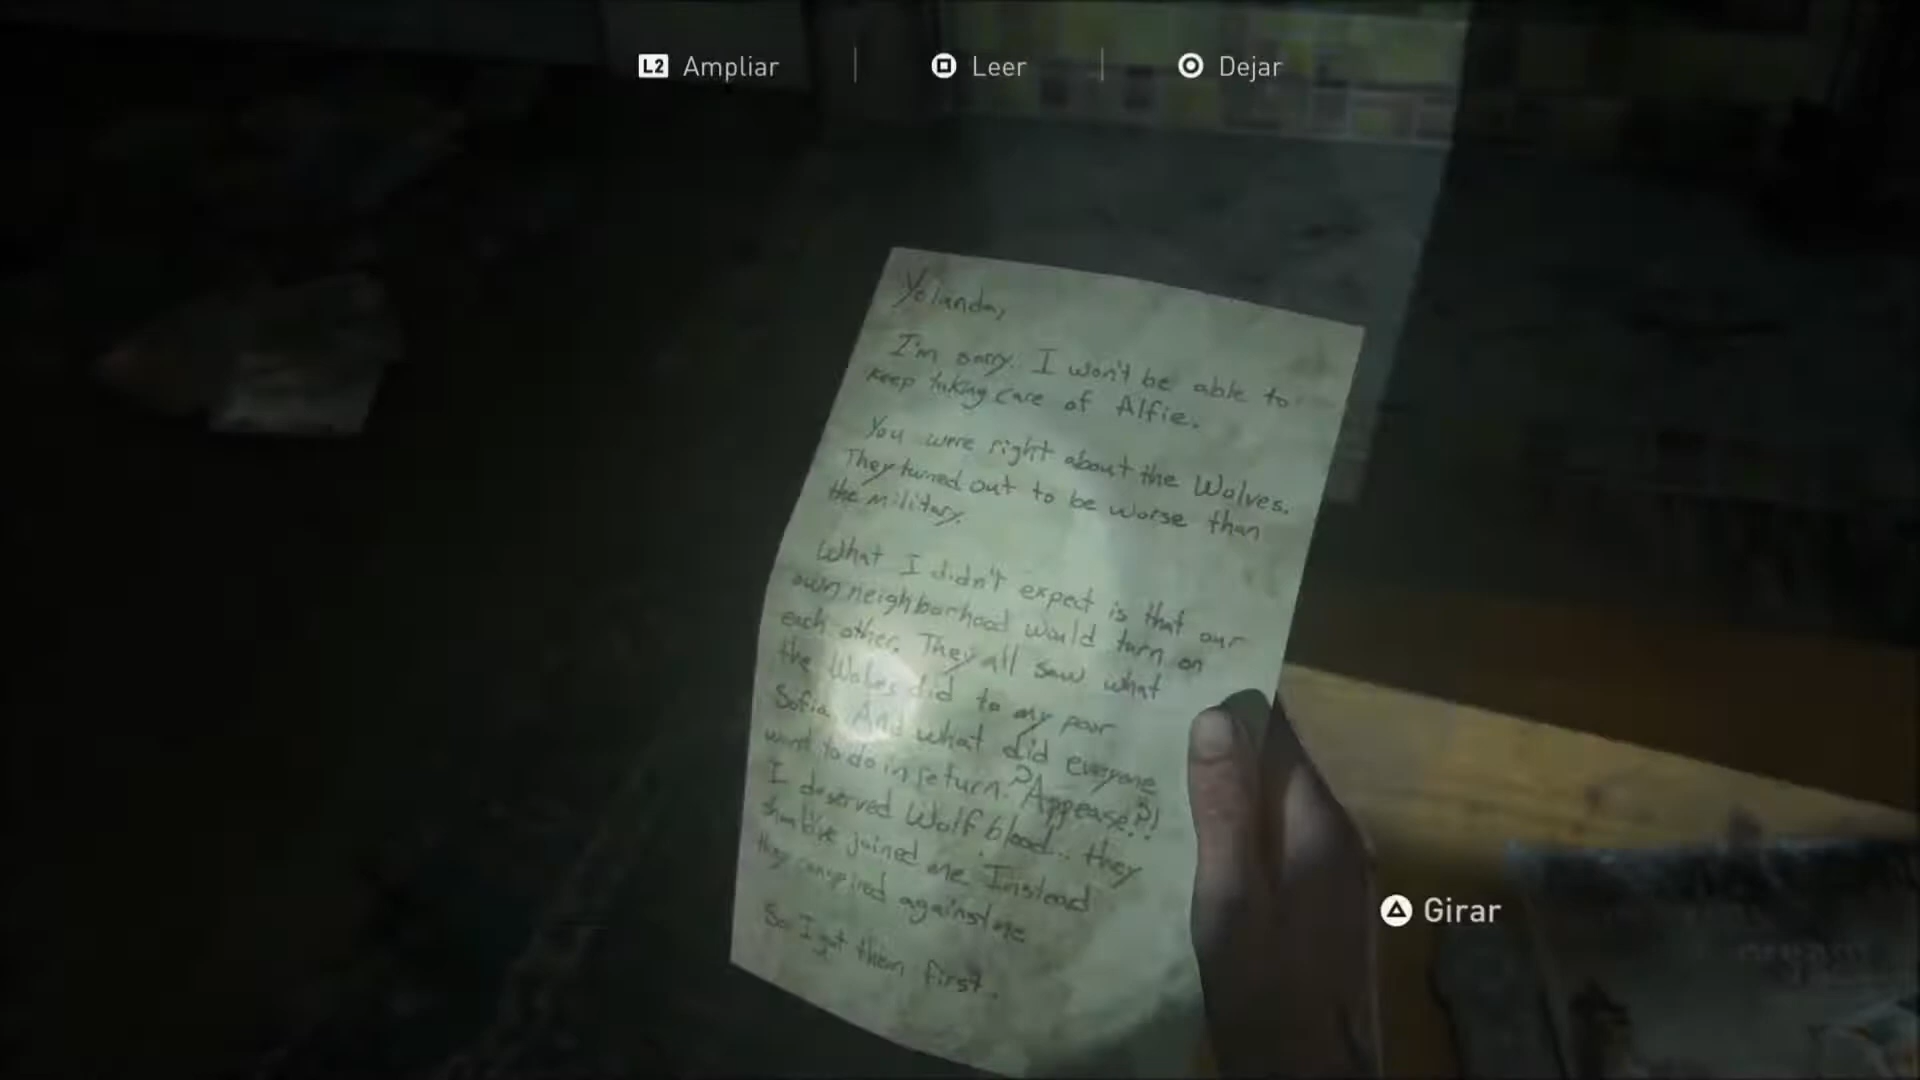 L2 Ampliar
Leer
Dejar
Yolanda,
I'm sorry. I won't be able to
keep taking care of Alfie.
You were right about the Wolves.
They turned out to be worse than
the military.
What I didn't expect is that our
own neighborhood would turn on
each other. They all saw what
the Wolves did to my poor
Sofia. And what did everyone
want to do in return? Appease?!
I deserved Wolf blood... they
should've joined me. Instead
they conspired against me
So I got them first.
Girar